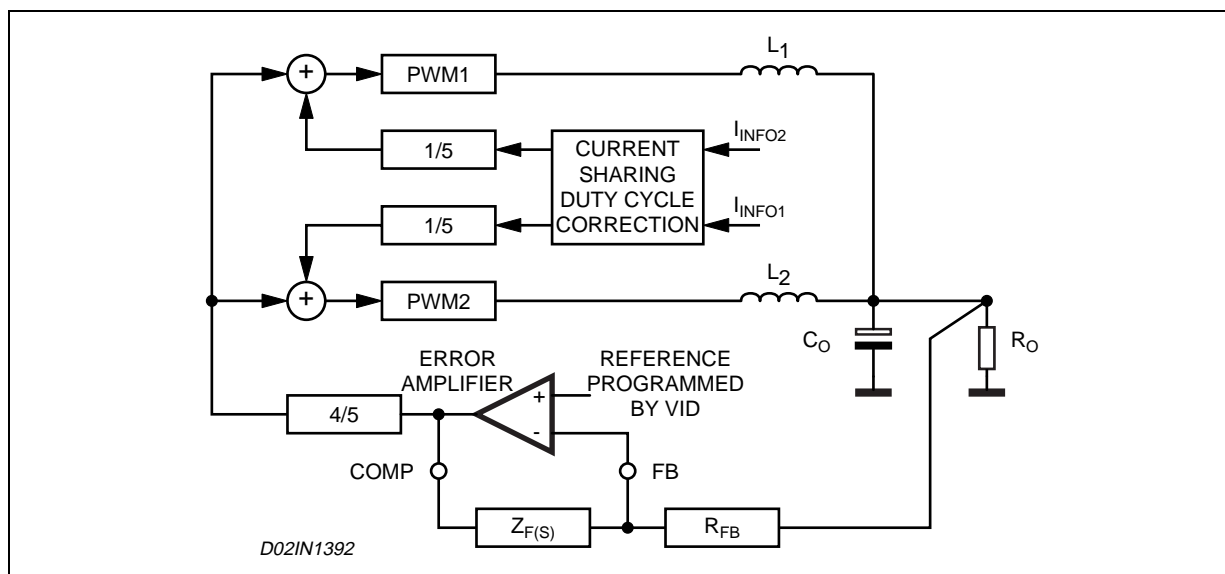 L1
+
PWM1
1/5
CURRENT
SHARING
DUTY CYCLE
CORRECTION
IINFO2
IINFO1
1/5
+
PWM2
L2
CO
RO
ERROR
AMPLIFIER
REFERENCE
PROGRAMMED
BY VID
4/5
+
-
COMP
FB
ZF(S)
RFB
D02IN1392